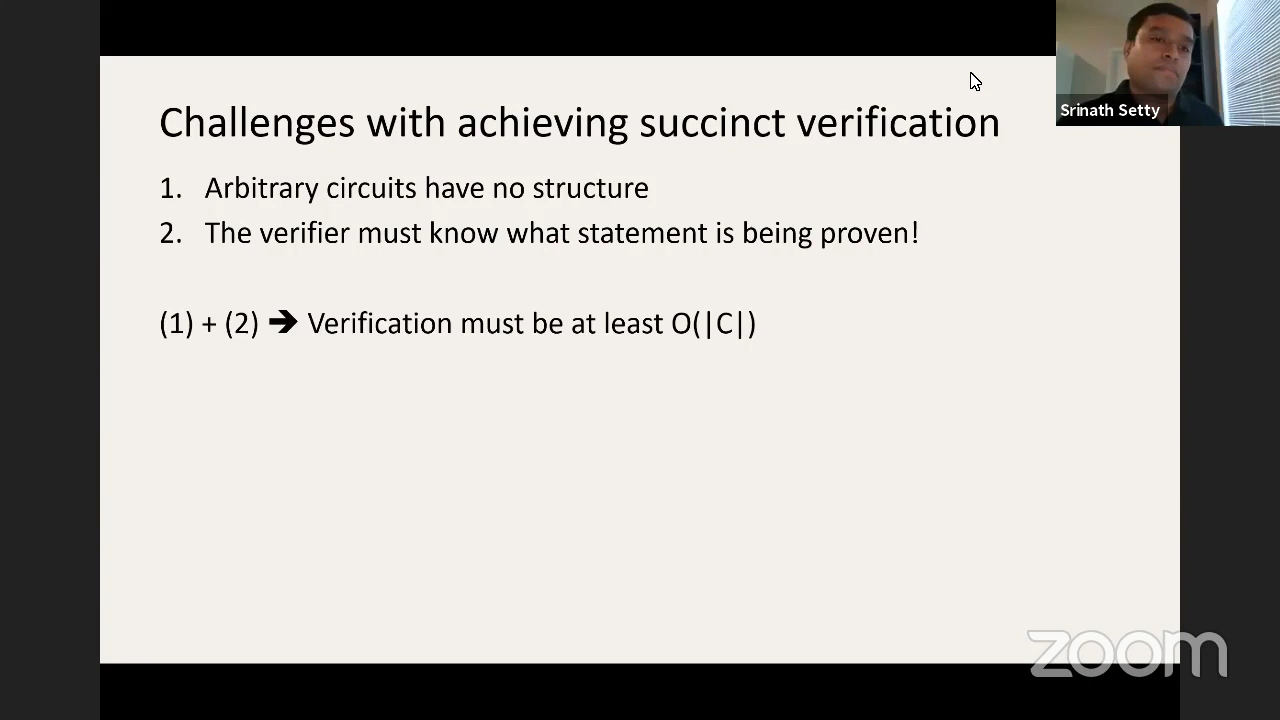 Srinath Setty
Challenges with achieving succinct verification
1. Arbitrary circuits have no structure
2. The verifier must know what statement is being proven!
(1) + (2) 🡪 Verification must be at least O(|C|)
zoom